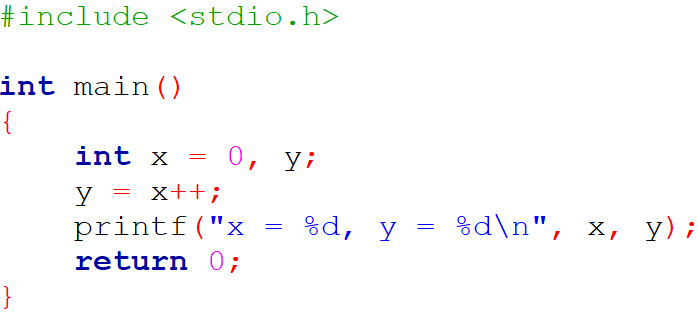 #include <stdio.h>
int main()
{
    int x = 0, y;
    y = x++;
    printf("x = %d, y = %d\n", x, y);
    return 0;
}